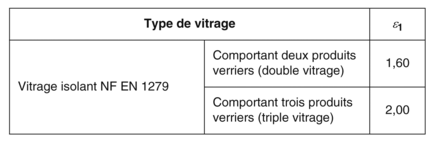 Type de vitrage ε1
Vitrage isolant NF EN 1279
Comportant deux produits
verriers (double vitrage)
1,60
Comportant trois produits
verriers (triple vitrage)
2,00